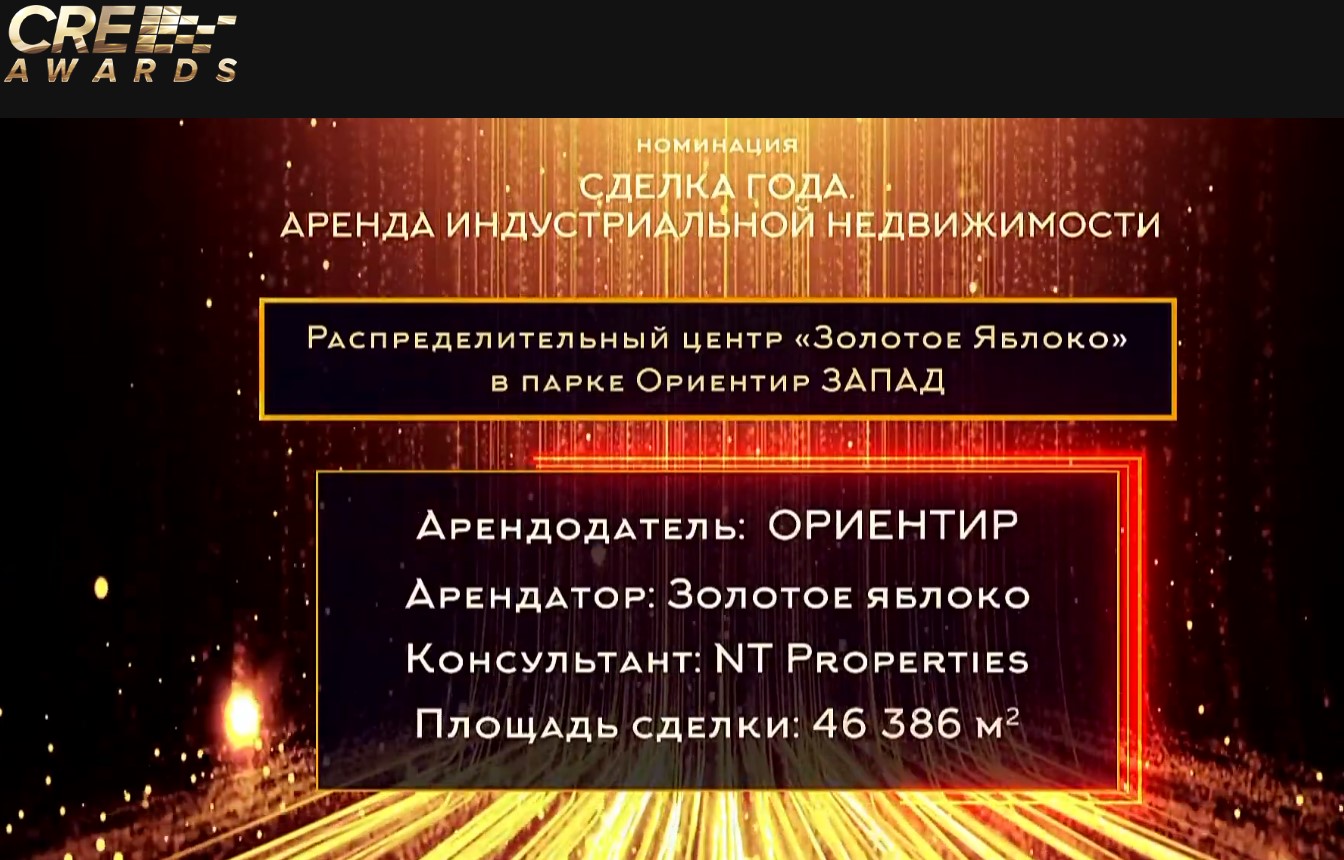 CRE
AWARDS
НОМИНАЦИЯ
СДЕЛКА ГОДА.
АРЕНДА ИНДУСТРИАЛЬНОЙ НЕДВИЖИМОСТИ
Распределительный центр «Золотое Яблоко»
в парке Ориентир ЗАПАД
Арендодатель: ОРИЕНТИР
Арендатор: Золотое яблоко
Консультант: NT Properties
Площадь сделки: 46 386 м²